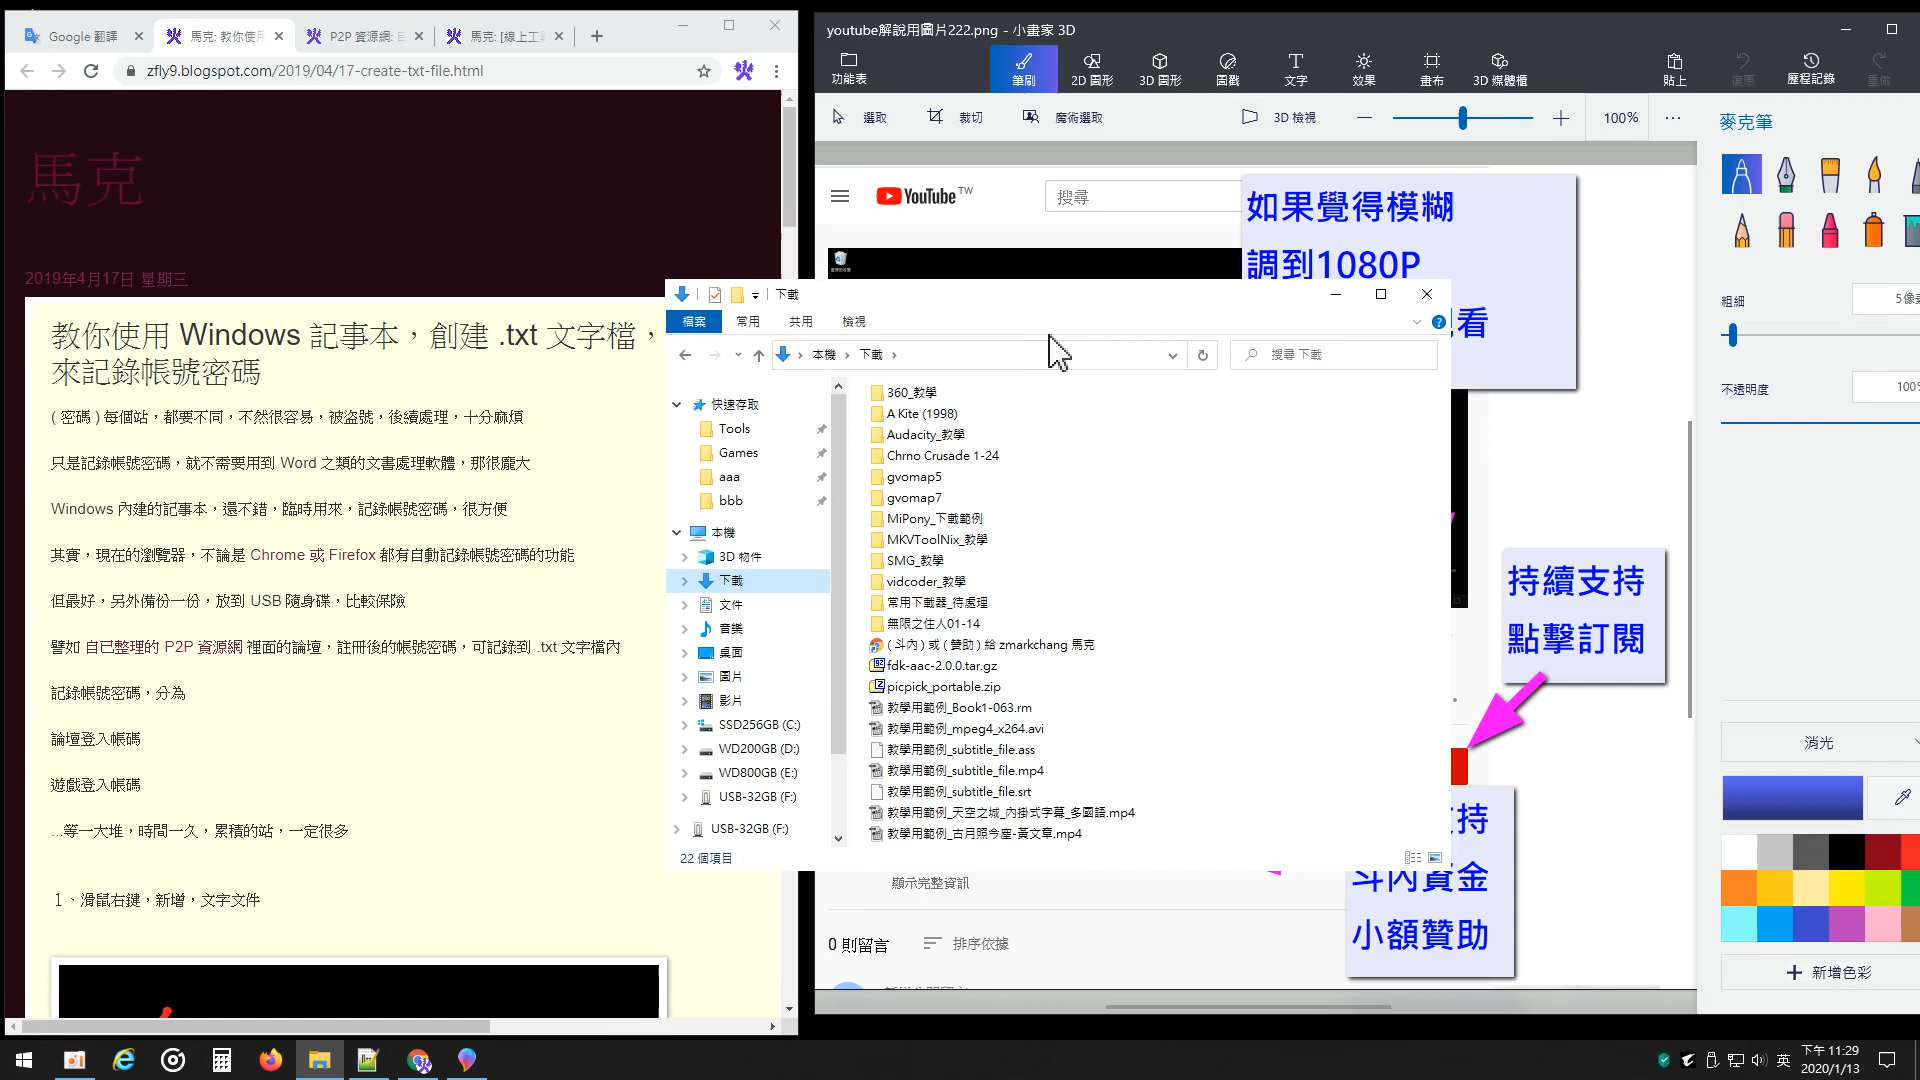 Google 翻譯
馬克: 教你使用
P2P 資源網:
馬克: [線上工具
zfly9.blogspot.com/2019/04/17-create-txt-file.html
馬克
2019年4月17日 星期三
教你使用 Windows 記事本，創建 .txt 文字檔，
來記錄帳號密碼
( 密碼 ) 每個站，都要不同，不然很容易，被盜號，後續處理，十分麻煩
只是記錄帳號密碼，就不需要用到 Word 之類的文書處理軟體，那很龐大
Windows 內建的記事本，還不錯，臨時用來，記錄帳號密碼，很方便
其實，現在的瀏覽器，不論是 Chrome 或 Firefox 都有自動記錄帳號密碼的功能
但最好，另外備份一份，放到 USB 隨身碟，比較保險
譬如 自已整理的 P2P 資源網 裡面的論壇，註冊後的帳號密碼，可記錄到 .txt 文字檔內
記錄帳號密碼，分為
論壇登入帳碼
遊戲登入帳碼
...等一大堆，時間一久，累積的站，一定很多
1、滑鼠右鍵，新增，文字文件
youtube解說用圖片222.png - 小畫家 3D
功能表
筆刷
2D 圖形
3D 圖形
圖戳
文字
效果
畫布
3D 媒體櫃
貼上
復原
歷程記錄
重做
選取
裁切
魔術選取
3D 檢視
100%
麥克筆
粗細
5像素
不透明度
100%
消光
新增色彩
YouTube TW
搜尋
如果覺得模糊
調到1080P
看
持續支持
點擊訂閱
支持
斗內資金
小額贊助
顯示完整資訊
0 則留言
排序依據
下載
檔案
常用
共用
檢視
本機
下載
搜尋 下載
快速存取
Tools
Games
aaa
bbb
本機
3D 物件
下載
文件
音樂
桌面
圖片
影片
SSD256GB (C:)
WD200GB (D:)
WD800GB (E:)
USB-32GB (F:)
USB-32GB (F:)
360_教學
A Kite (1998)
Audacity_教學
Chrno Crusade 1-24
gvomap5
gvomap7
MiPony_下載範例
MKVToolNix_教學
SMG_教學
vidcoder_教學
常用下載器_待處理
無限之住人01-14
( 斗內 ) 或 ( 贊助 ) 給 zmarkchang 馬克
fdk-aac-2.0.0.tar.gz
picpick_portable.zip
教學用範例_Book1-063.rm
教學用範例_mpeg4_x264.avi
教學用範例_subtitle_file.ass
教學用範例_subtitle_file.mp4
教學用範例_subtitle_file.srt
教學用範例_天空之城_內掛式字幕_多國語.mp4
教學用範例_古月照今塵-黃文章.mp4
22 個項目
英
下午 11:29
2020/1/13